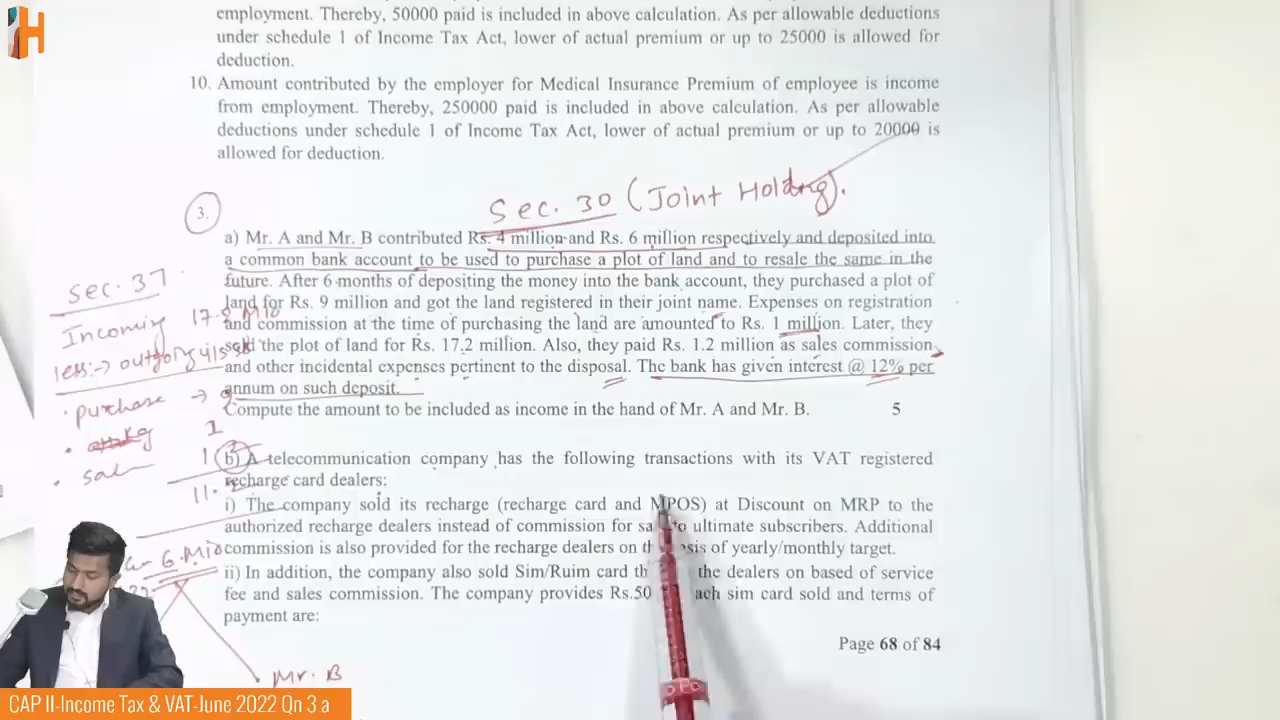 employment. Thereby, 50000 paid is included in above calculation. As per allowable deductions
under schedule 1 of Income Tax Act, lower of actual premium or up to 25000 is allowed for
deduction.
10. Amount contributed by the employer for Medical Insurance Premium of employee is income
from employment. Thereby, 250000 paid is included in above calculation. As per allowable
deductions under schedule 1 of Income Tax Act, lower of actual premium or up to 20000 is
allowed for deduction.
Sec. 30 (Joint Holding).
3.
a) Mr. A and Mr. B contributed Rs. 4 million and Rs. 6 million respectively and deposited into
a common bank account to be used to purchase a plot of land and to resale the same in the
future. After 6 months of depositing the money into the bank account, they purchased a plot of
land for Rs. 9 million and got the land registered in their joint name. Expenses on registration
and commission at the time of purchasing the land are amounted to Rs. 1 million. Later, they
the plot of land for Rs. 17.2 million. Also, they paid Rs. 1.2 million as sales commission
and other incidental expenses pertinent to the disposal. The bank has given interest @ 12% per
annum on such deposit.
Compute the amount to be included as income in the hand of Mr. A and Mr. B. 5
Sec. 37
Incoming 17.2 Mio
less:-> outgoing
purchase -> 9
1
sale
11.2
6 Mio
Mr. B
b) A telecommunication company has the following transactions with its VAT registered
recharge card dealers:
i) The company sold its recharge (recharge card and MPOS) at Discount on MRP to the
authorized recharge dealers instead of commission for to ultimate subscribers. Additional
commission is also provided for the recharge dealers on of yearly/monthly target.
ii) In addition, the company also sold Sim/Ruim card the dealers on based of service
fee and sales commission. The company provides Rs.50 sim card sold and terms of
payment are:
Page 68 of 84
H
CAP II-Income Tax & VAT-June 2022 Qn 3 a